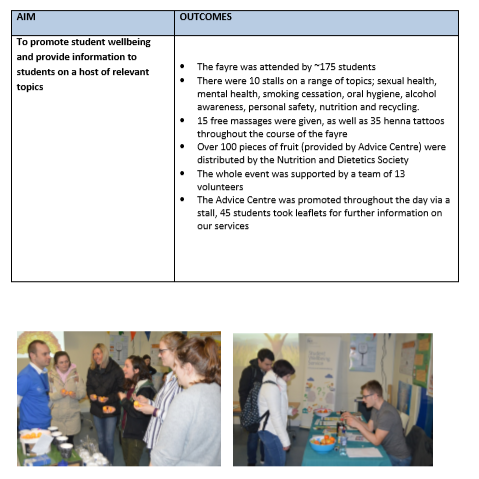 AIM
OUTCOMES
To promote student wellbeing
and provide information to
students on a host of relevant
topics
• The fayre was attended by ~175 students
• There were 10 stalls on a range of topics; sexual health,
mental health, smoking cessation, oral hygiene, alcohol
awareness, personal safety, nutrition and recycling.
• 15 free massages were given, as well as 35 henna tattoos
throughout the course of the fayre
• Over 100 pieces of fruit (provided by Advice Centre) were
distributed by the Nutrition and Dietetics Society
• The whole event was supported by a team of 13
volunteers
• The Advice Centre was promoted throughout the day via a
stall, 45 students took leaflets for further information on
our services